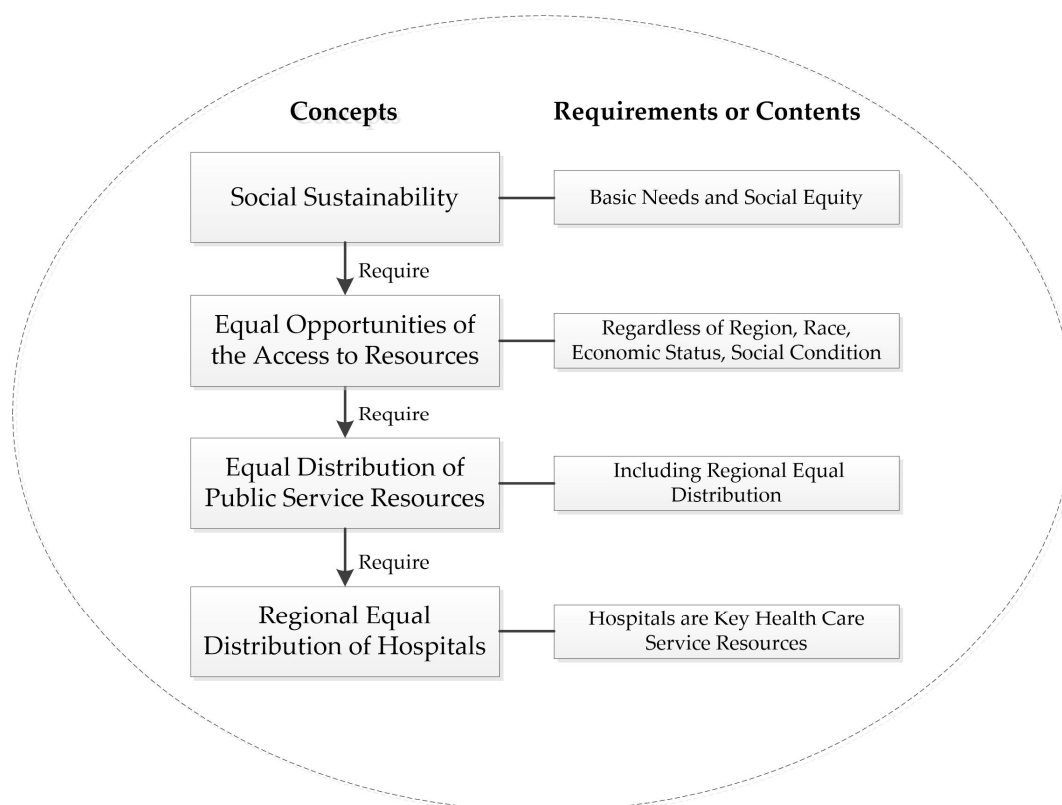 Concepts
Requirements or Contents
Social Sustainability
Basic Needs and Social Equity
Require
Equal Opportunities of
the Access to Resources
Regardless of Region, Race,
Economic Status, Social Condition
Require
Equal Distribution of
Public Service Resources
Including Regional Equal
Distribution
Require
Regional Equal
Distribution of Hospitals
Hospitals are Key Health Care
Service Resources